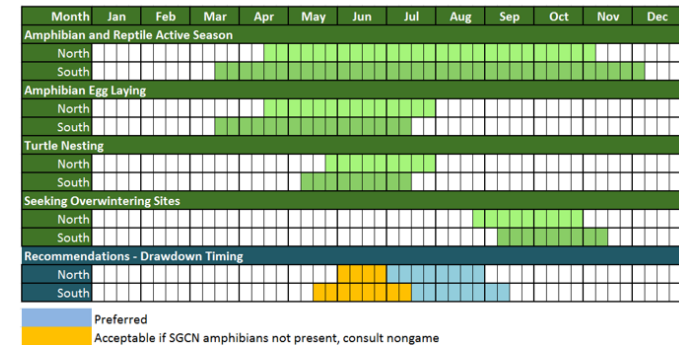 Month Jan Feb Mar Apr May Jun Jul Aug Sep Oct Nov Dec
Amphibian and Reptile Active Season
North
South
Amphibian Egg Laying
North
South
Turtle Nesting
North
South
Seeking Overwintering Sites
North
South
Recommendations - Drawdown Timing
North
South
Preferred
Acceptable if SGCN amphibians not present, consult nongame